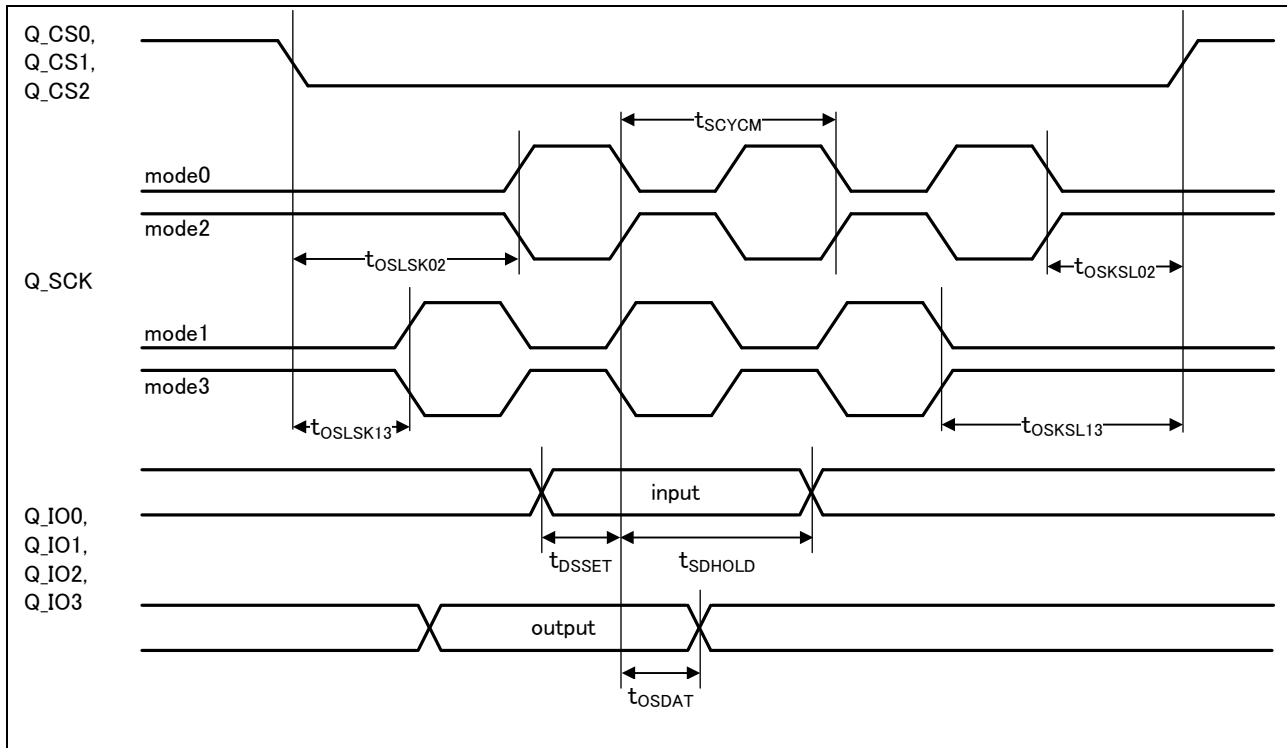 Q_CS0,
Q_CS1,
Q_CS2
tSCYCM
mode0
mode2
tOSLSK02
tOSKSL02
Q_SCK
mode1
mode3
tOSLSK13
tOSKSL13
input
Q_IO0,
Q_IO1,
Q_IO2,
Q_IO3
tDSSET
tSDHOLD
output
tOSDAT